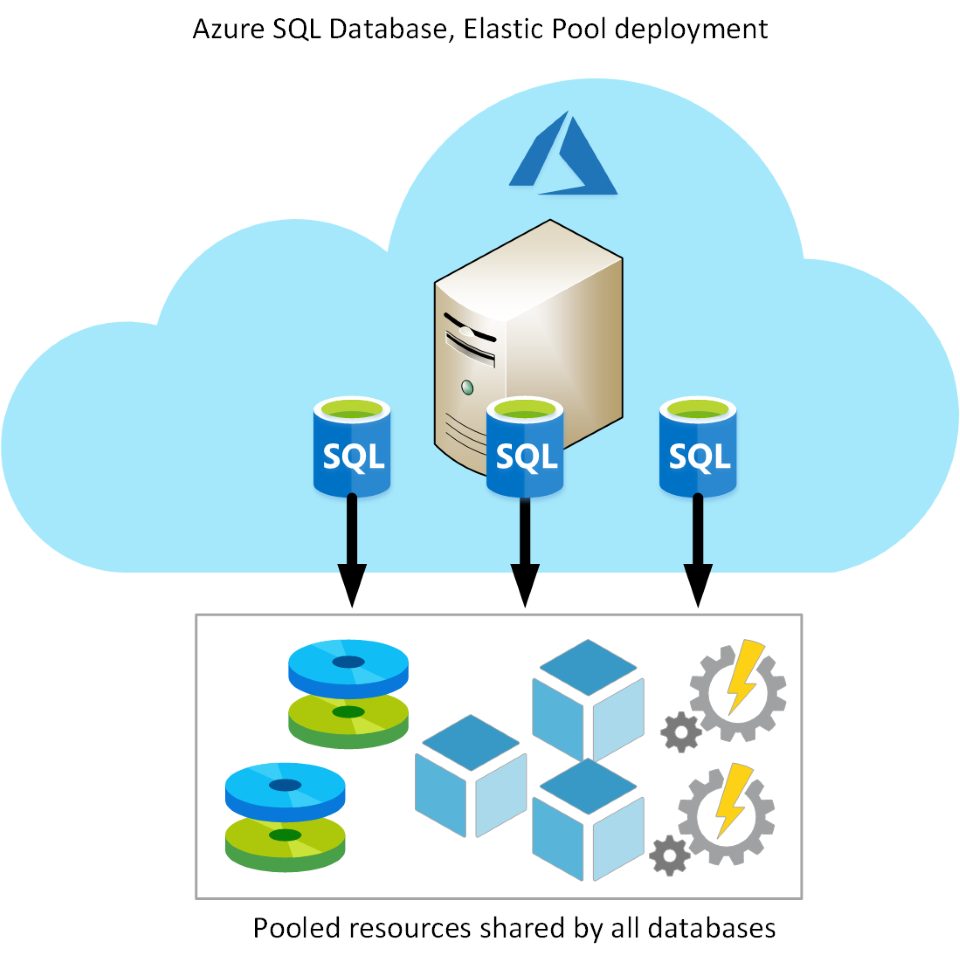 Azure SQL Database, Elastic Pool deployment
SQL
SQL
SQL
Pooled resources shared by all databases